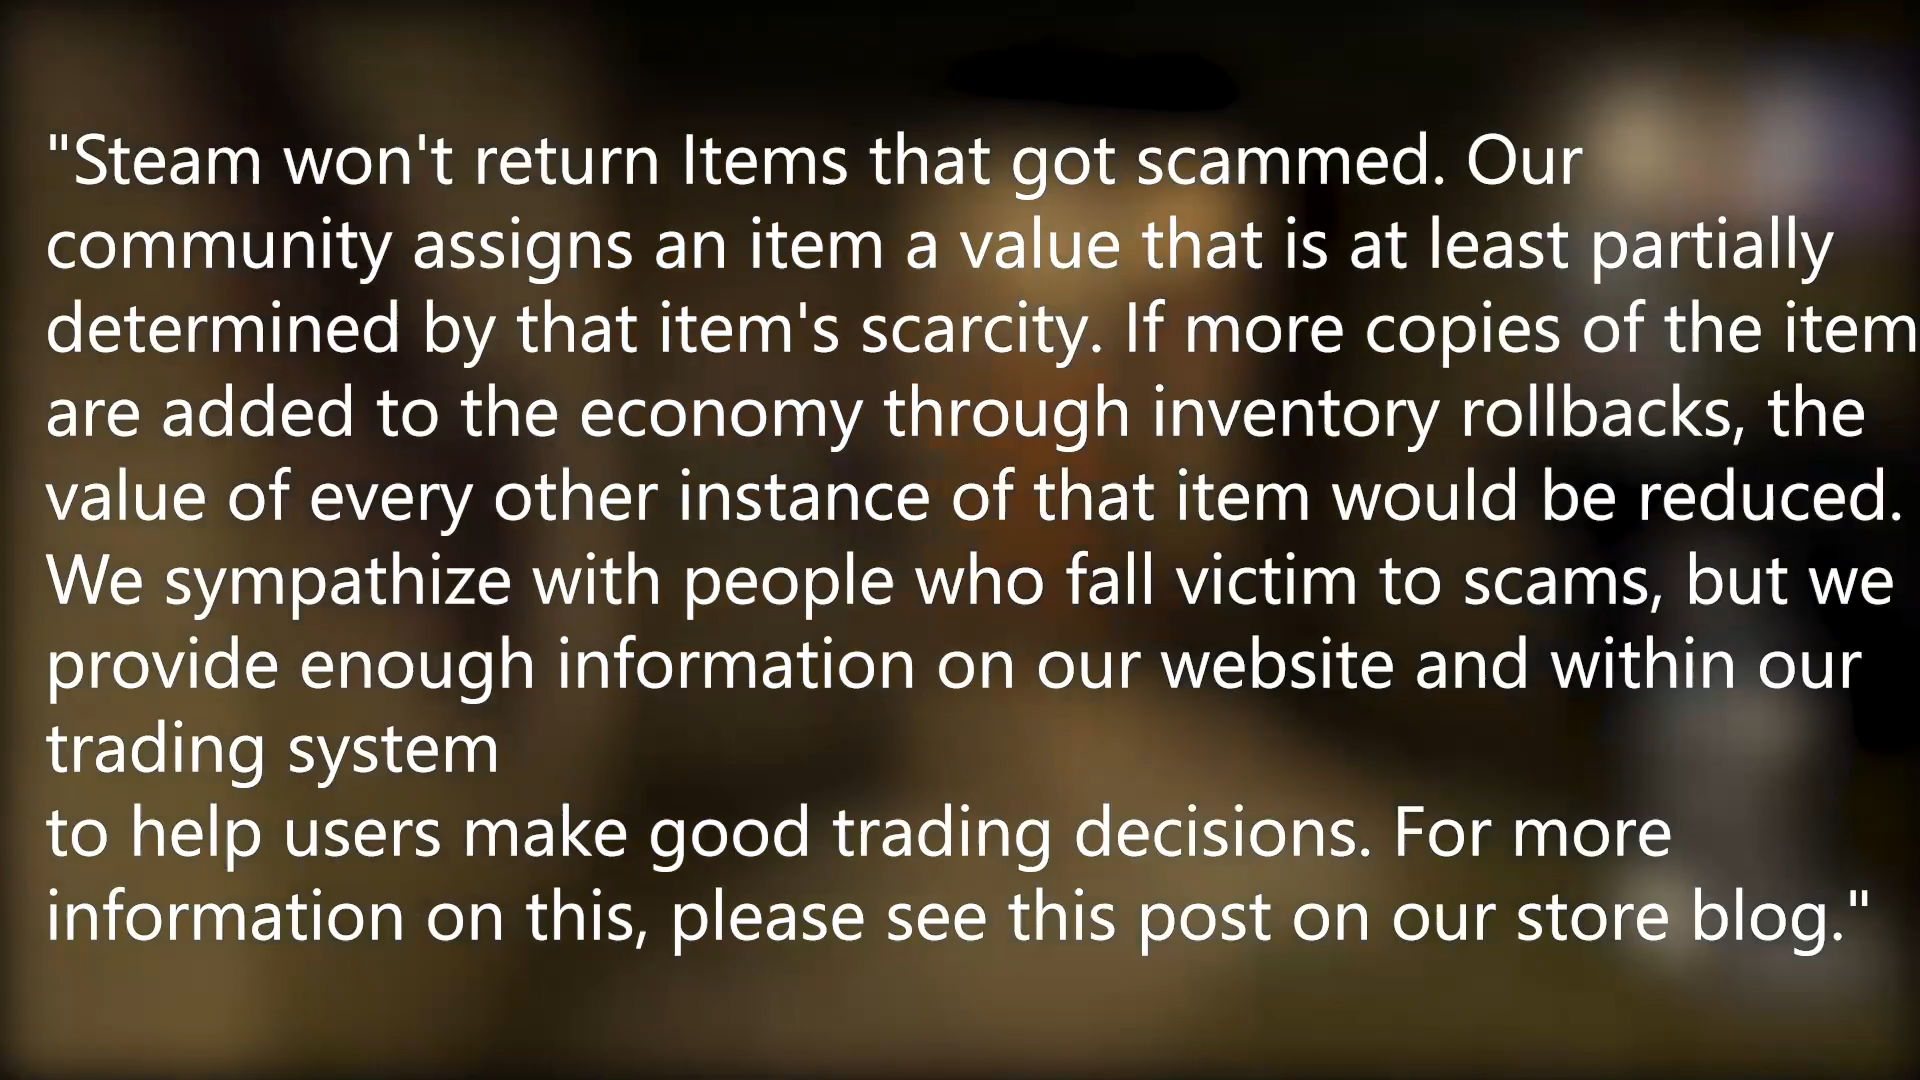 "Steam won't return Items that got scammed. Our
community assigns an item a value that is at least partially
determined by that item's scarcity. If more copies of the item
are added to the economy through inventory rollbacks, the
value of every other instance of that item would be reduced.
We sympathize with people who fall victim to scams, but we
provide enough information on our website and within our
trading system
to help users make good trading decisions. For more
information on this, please see this post on our store blog."